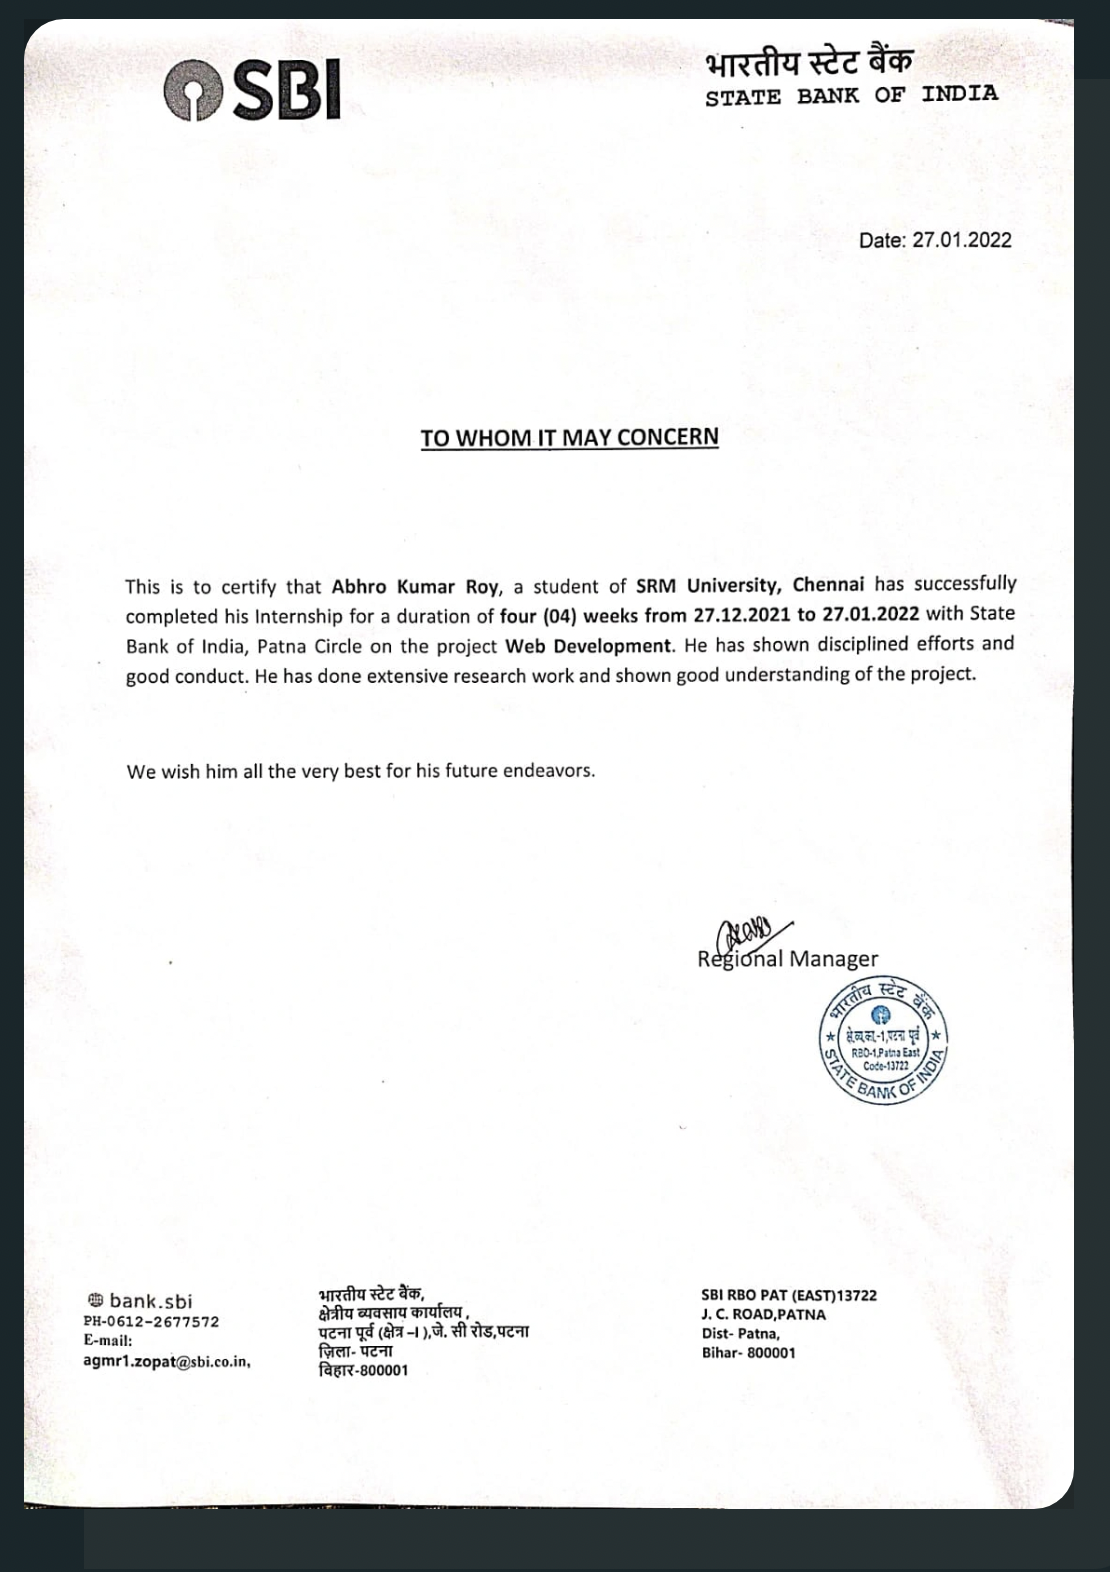 SBI
भारतीय स्टेट बैंक
STATE BANK OF INDIA
Date: 27.01.2022
TO WHOM IT MAY CONCERN
This is to certify that Abhro Kumar Roy, a student of SRM University, Chennai has successfully
completed his Internship for a duration of four (04) weeks from 27.12.2021 to 27.01.2022 with State
Bank of India, Patna Circle on the project Web Development. He has shown disciplined efforts and
good conduct. He has done extensive research work and shown good understanding of the project.
We wish him all the very best for his future endeavors.
Regional Manager
भारतीय स्टेट बैंक
क्षे.व्य.का.-1,पटना पूर्व
RBO-1,Patna East
Code-13722
STATE BANK OF INDIA
bank.sbi
PH-0612-2677572
E-mail:
agmr1.zopat@sbi.co.in,
भारतीय स्टेट बैंक,
क्षेत्रीय व्यवसाय कार्यालय ,
पटना पूर्व (क्षेत्र –I ),जे. सी रोड,पटना
ज़िला- पटना
बिहार-800001
SBI RBO PAT (EAST)13722
J. C. ROAD,PATNA
Dist- Patna,
Bihar- 800001